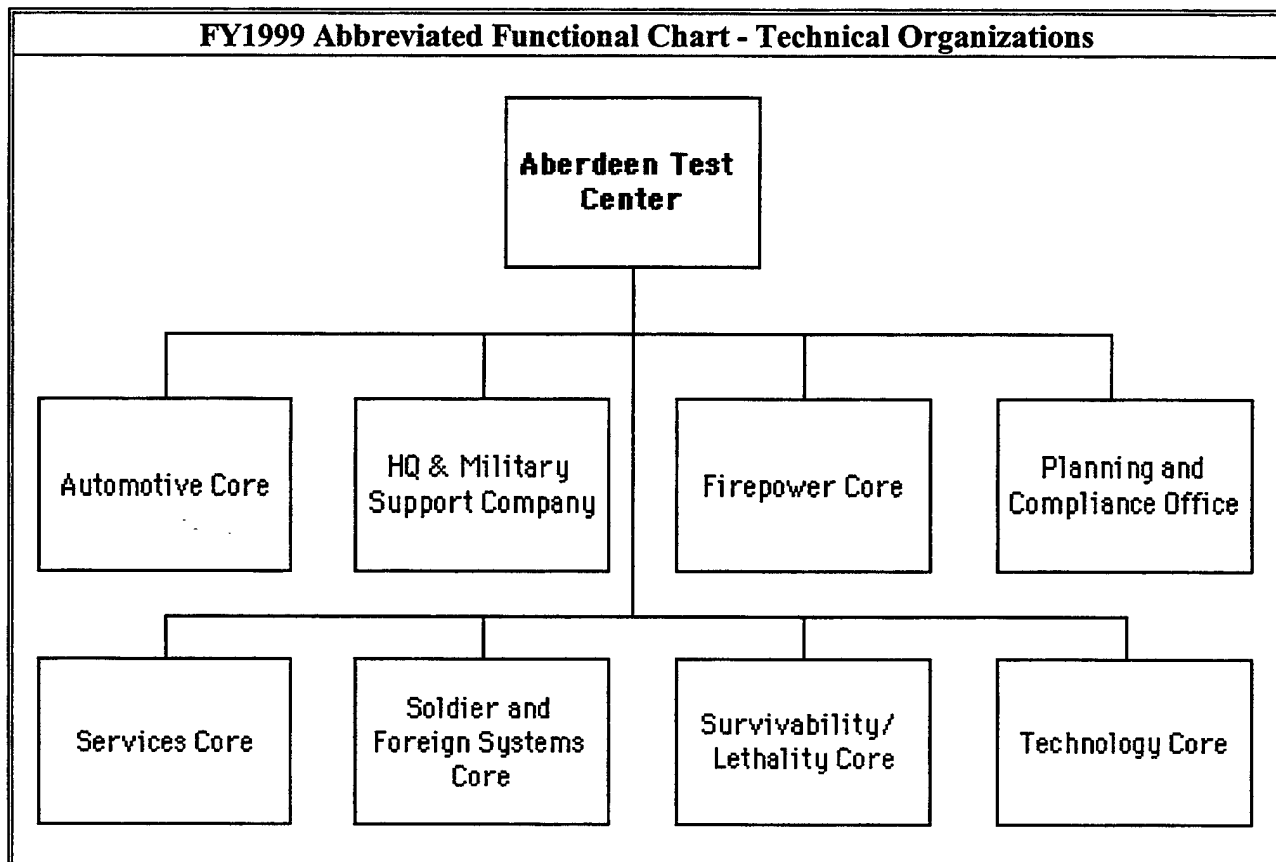 FY1999 Abbreviated Functional Chart - Technical Organizations
Aberdeen Test
Center
Automotive Core
HQ & Military
Support Company
Firepower Core
Planning and
Compliance Office
Services Core
Soldier and
Foreign Systems
Core
Survivability/
Lethality Core
Technology Core